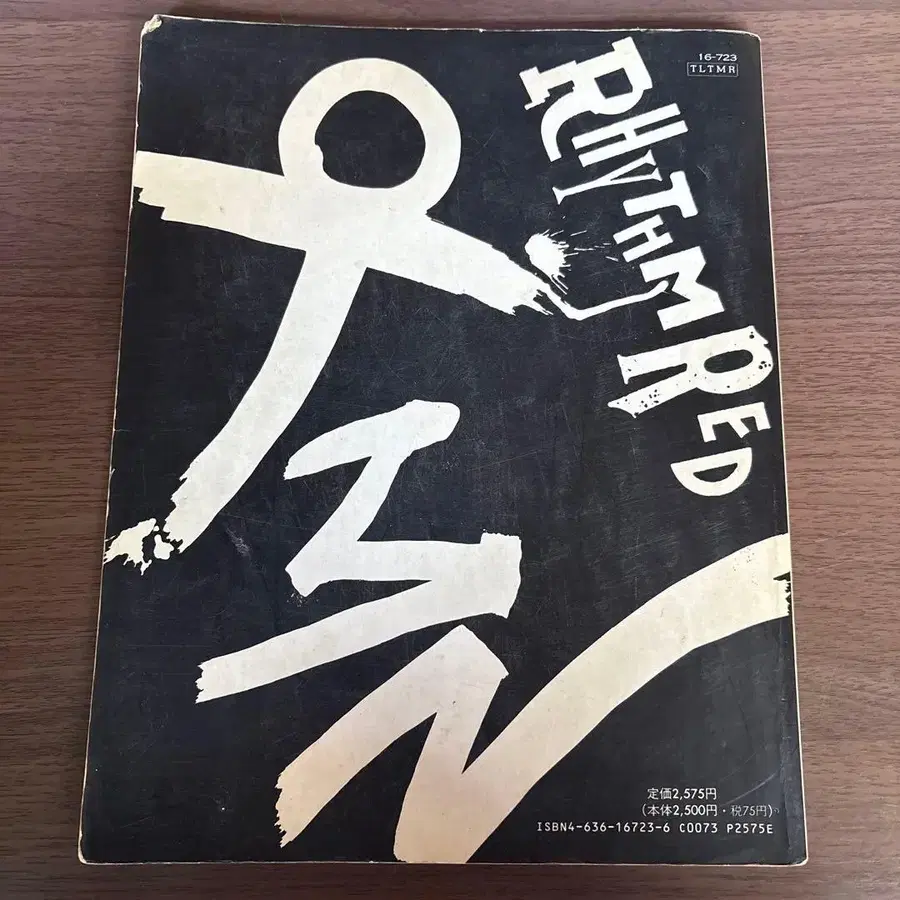 16-723
TLTMR
RHYTHM RED
定価2,575円
(本体2,500円・税75円)
ISBN4-636-16723-6 C0073 P2575E